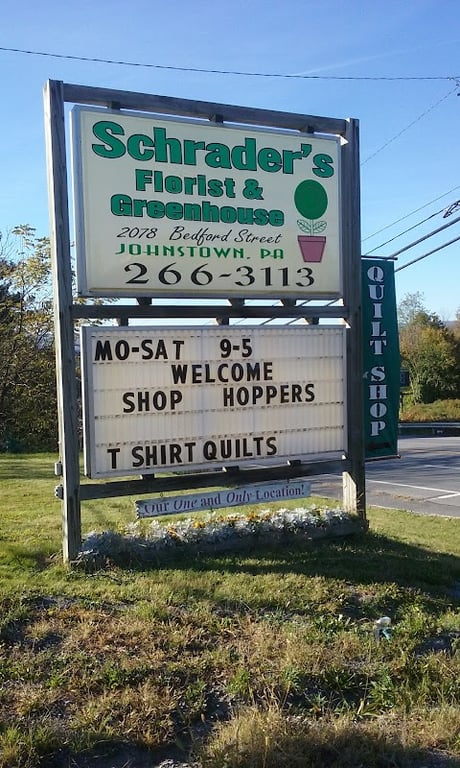 Schrader's
Florist &
Greenhouse
2078 Bedford Street
JOHNSTOWN, PA
266-3113
MO-SAT 9-5
WELCOME
SHOP HOPPERS
T SHIRT QUILTS
Our One and Only Location!
QUILT SHOP